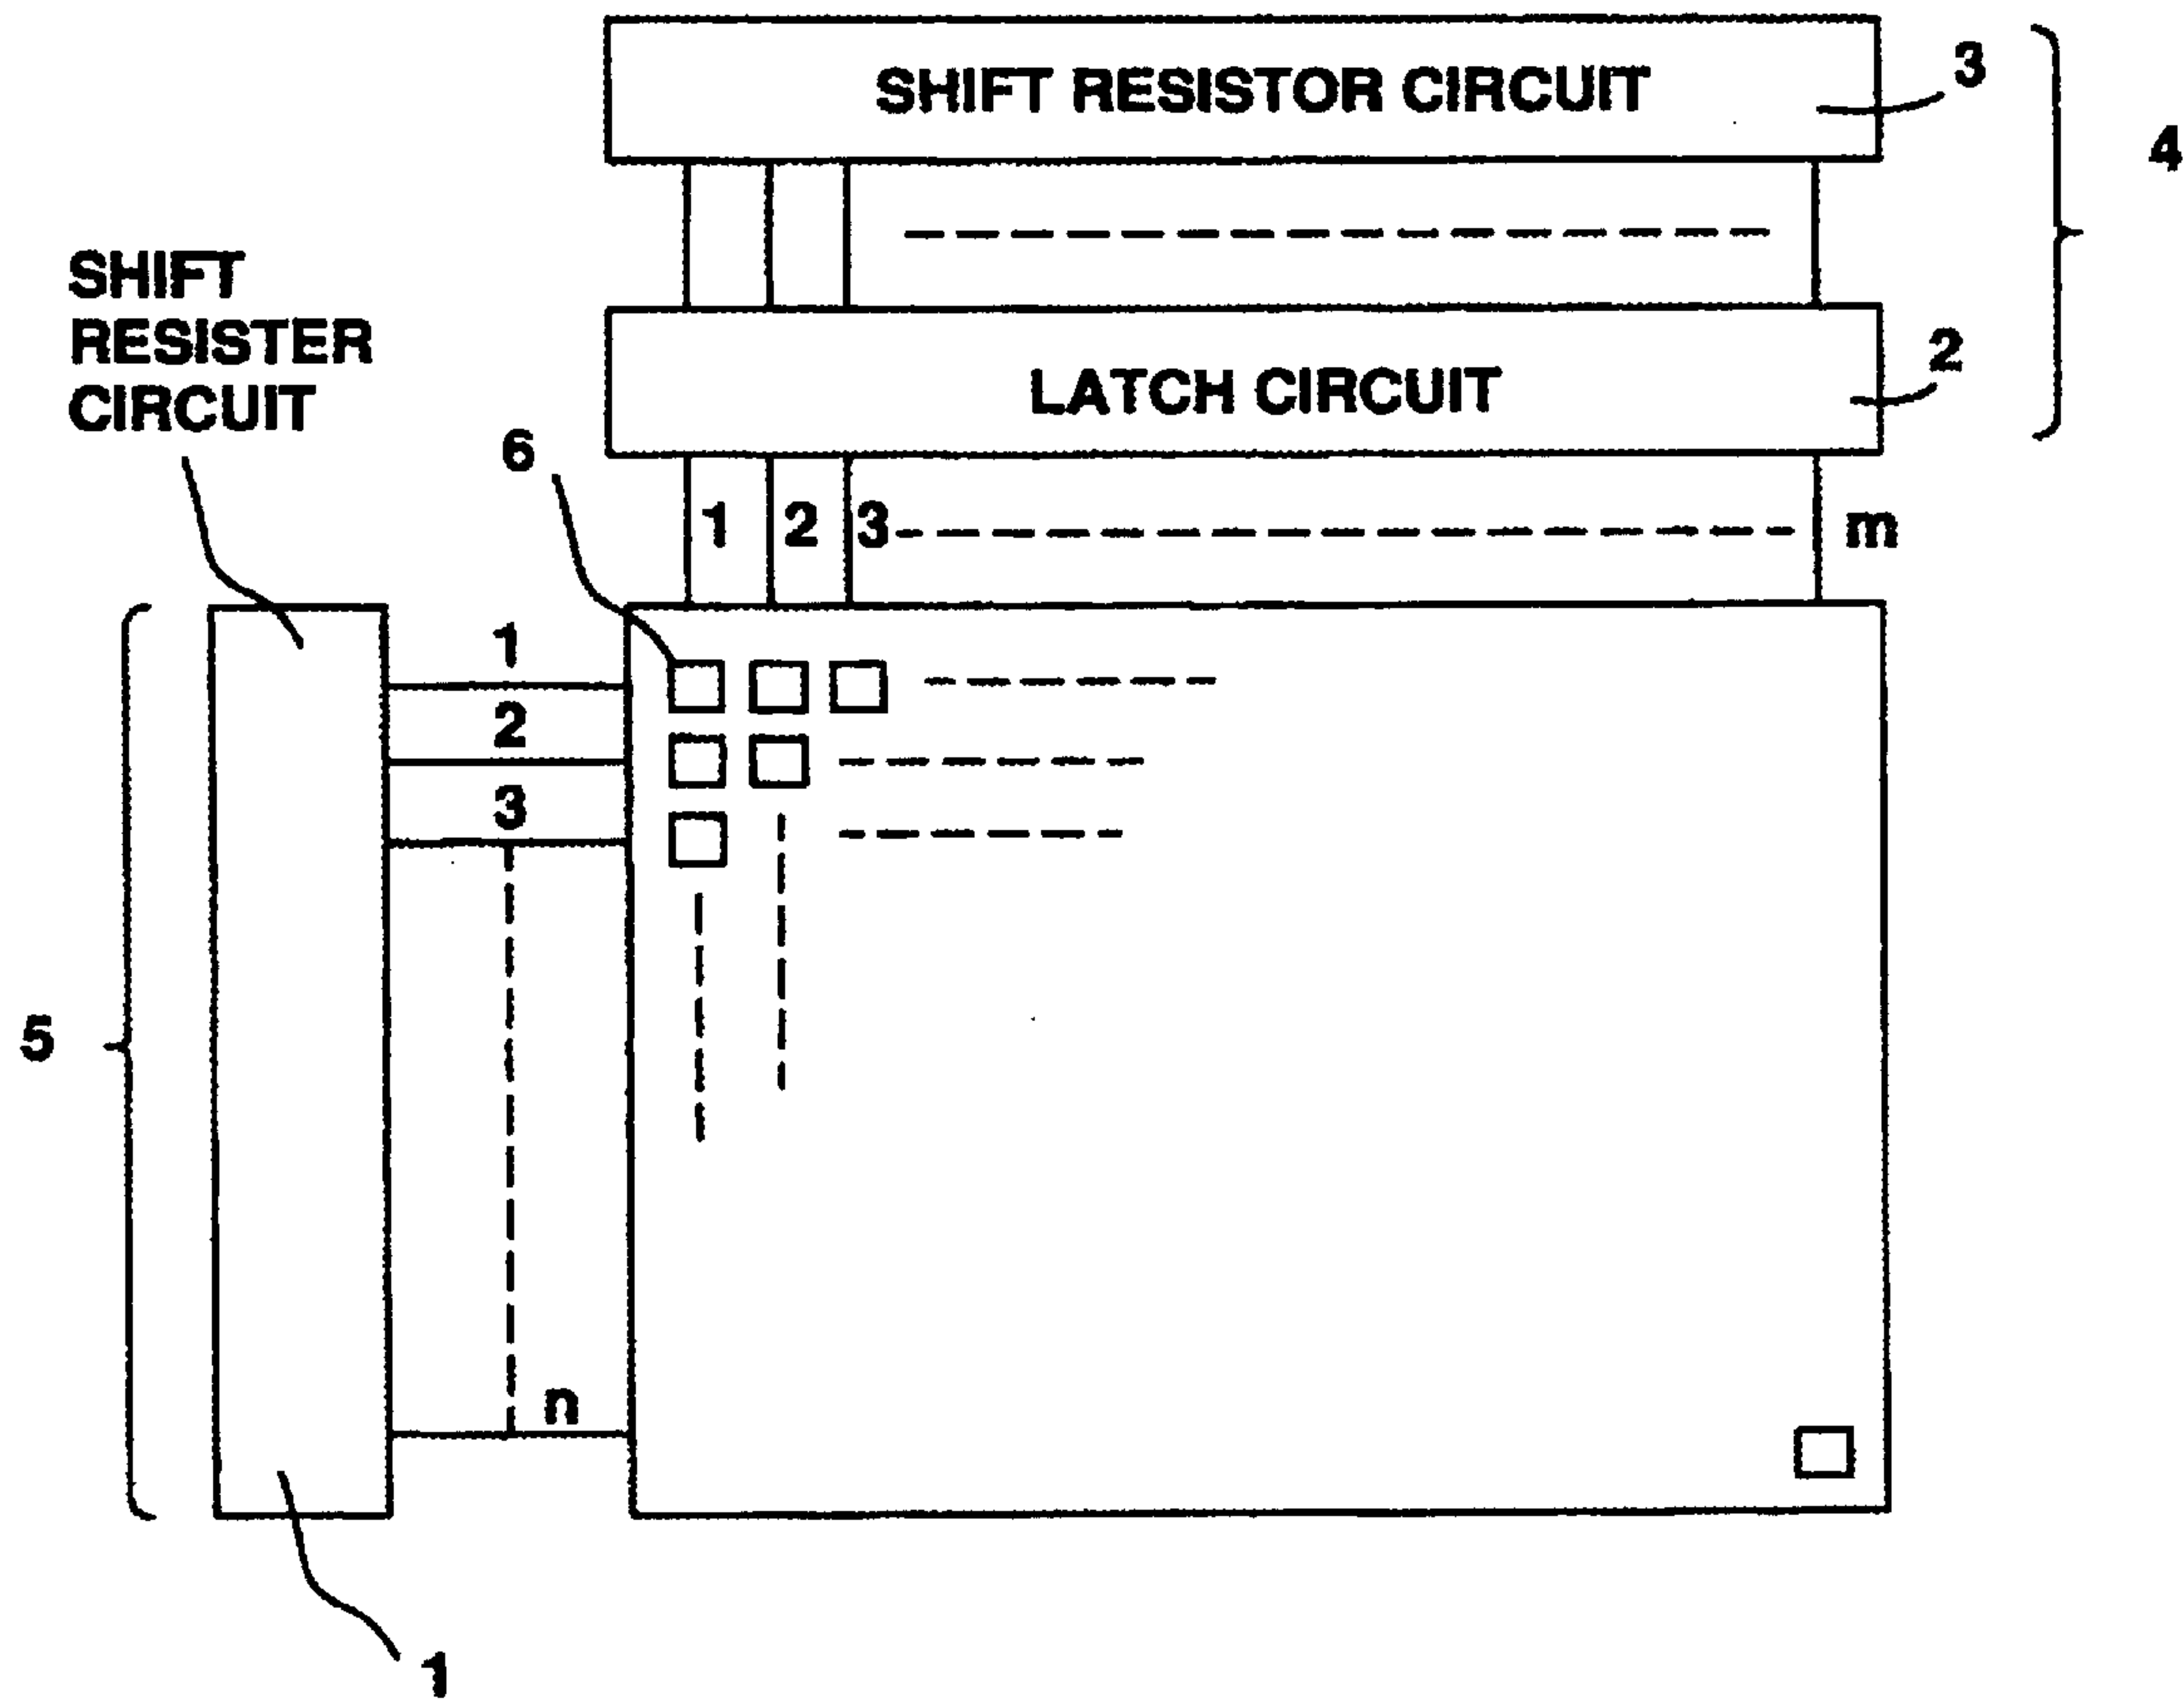 SHIFT RESISTOR CIRCUIT
3
4
SHIFT
RESISTER
CIRCUIT
LATCH CIRCUIT
2
6
1 2 3 m
1
2
3
5
n
1